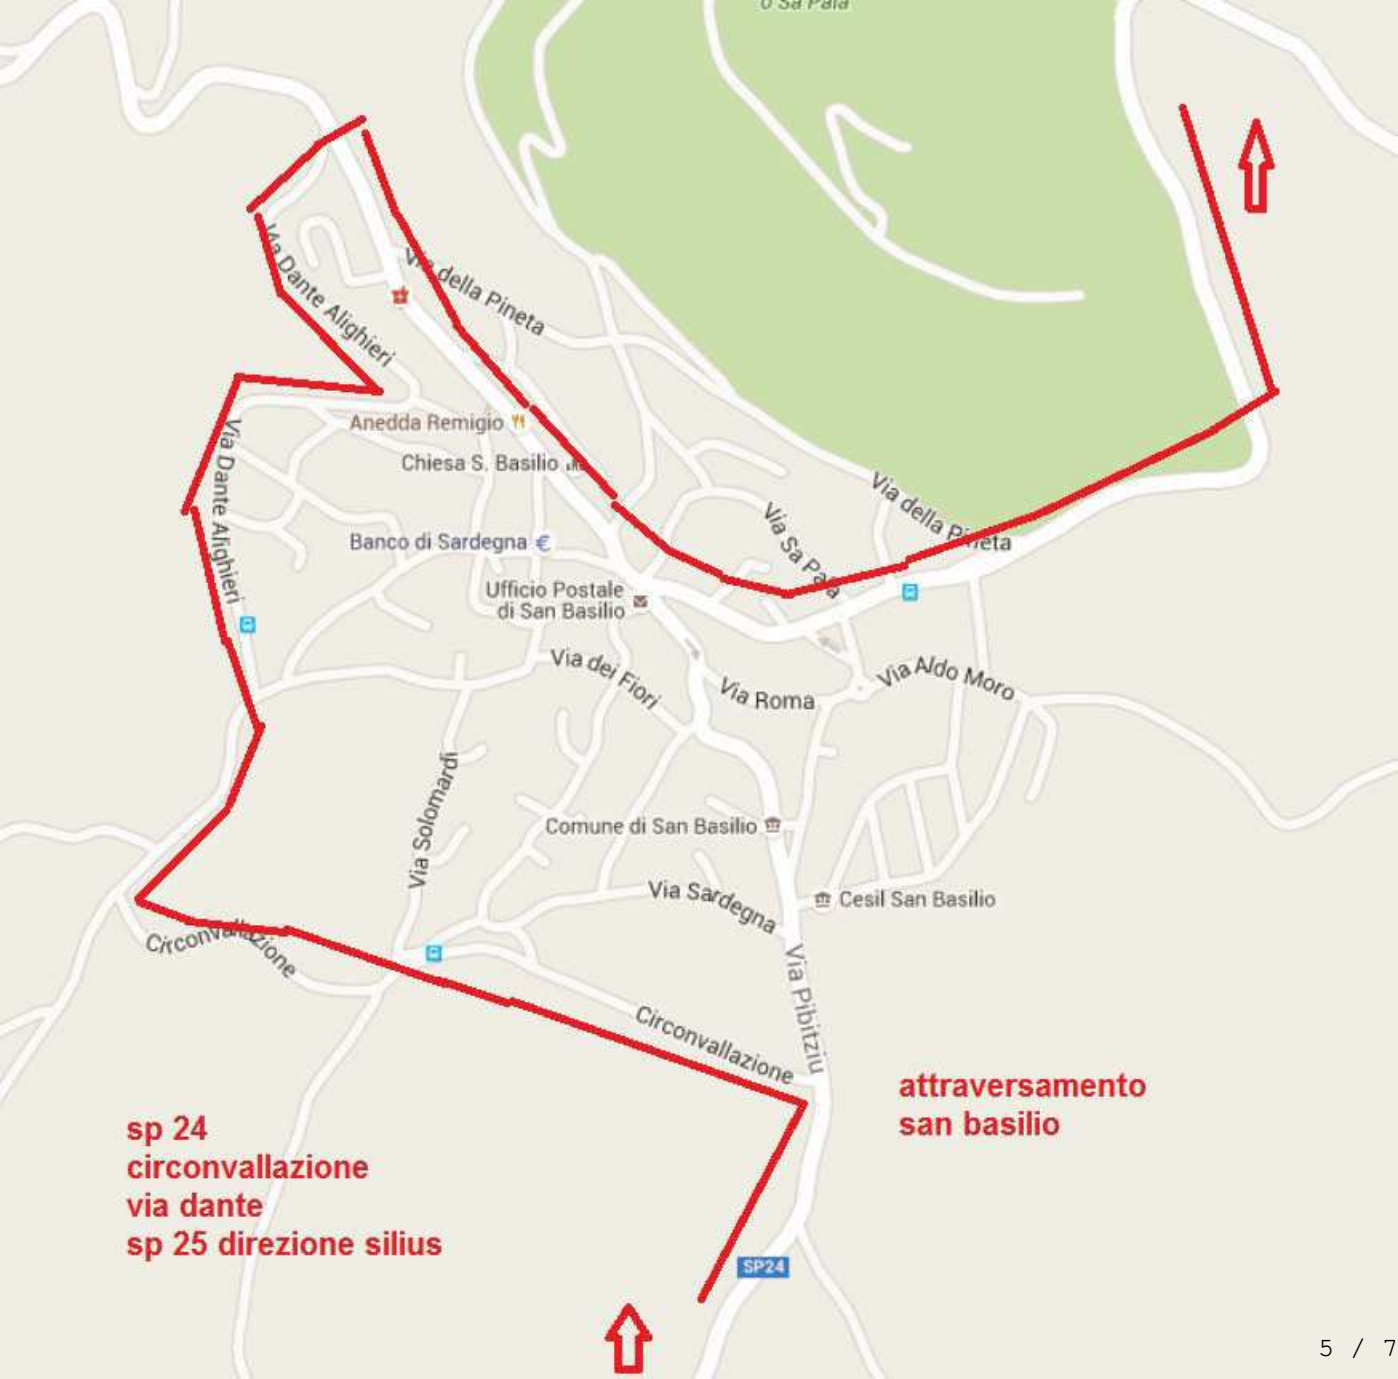 o Sa Paia
Via della Pineta
Via Dante Alighieri
Anedda Remigio
Chiesa S. Basilio
Via Dante Alighieri
Via della Pineta
Via Sa Paia
Banco di Sardegna €
Ufficio Postale
di San Basilio
Via dei Fiori
Via Aldo Moro
Via Roma
Via Solomardi
Comune di San Basilio
Via Sardegna
Cesil San Basilio
Circonvallazione
Via Pibitziu
Circonvallazione
attraversamento
san basilio
sp 24
circonvallazione
via dante
sp 25 direzione silius
SP24
5 / 7